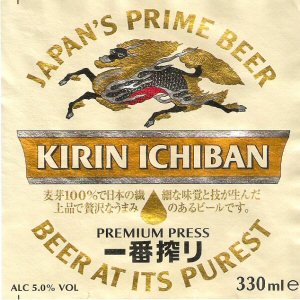 JAPAN'S PRIME BEER
KIRIN ICHIBAN
麦芽100%で日本の繊細な味覚と技が生んだ
上品で贅沢なうまみのあるビールです。
PREMIUM PRESS
一番搾り
BEER AT ITS PUREST
ALC 5.0% VOL
330ml e